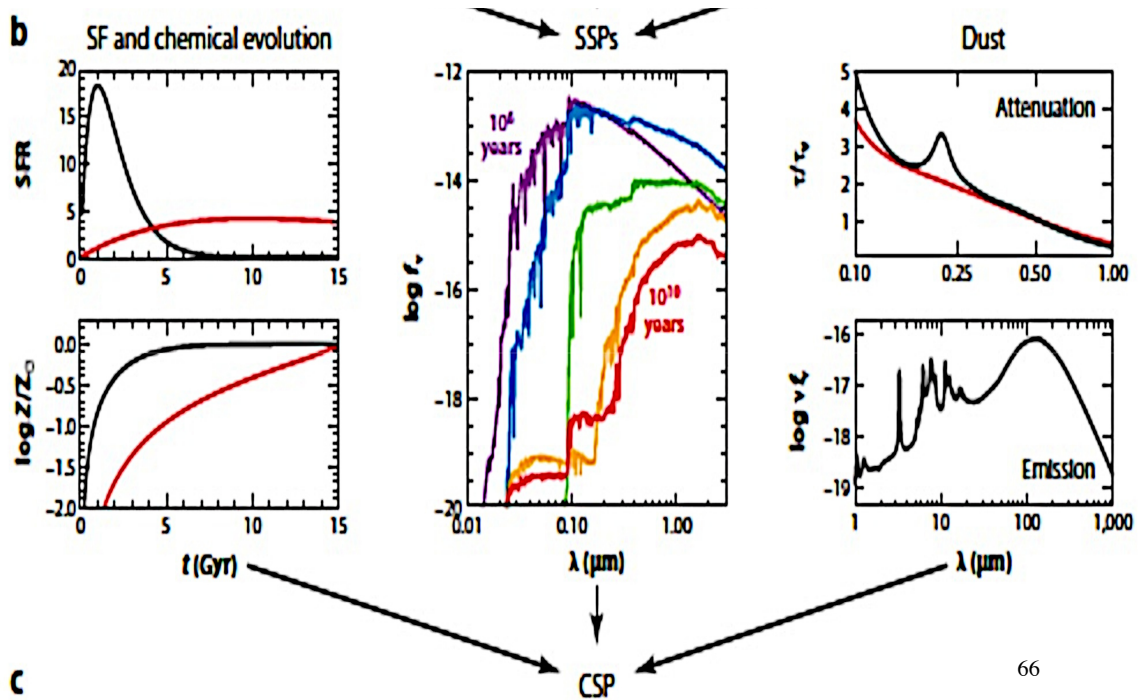 b
SF and chemical evolution
SSPs
Dust
SFR
20
15
10
5
0
0
5
10
15
log Z/Z☉
0.0
−0.5
−1.0
−1.5
−2.0
5
10
15
t (Gyr)
log fν
−12
−14
−16
−18
−20
10⁶
years
10¹⁰
years
0.01
0.10
1.00
λ (μm)
τ/τv
5
4
3
2
1
Attenuation
0.10
0.25
0.50
1.00
log ν fν
−16
−17
−18
−19
Emission
1
10
100
1,000
λ (μm)
c
CSP
66